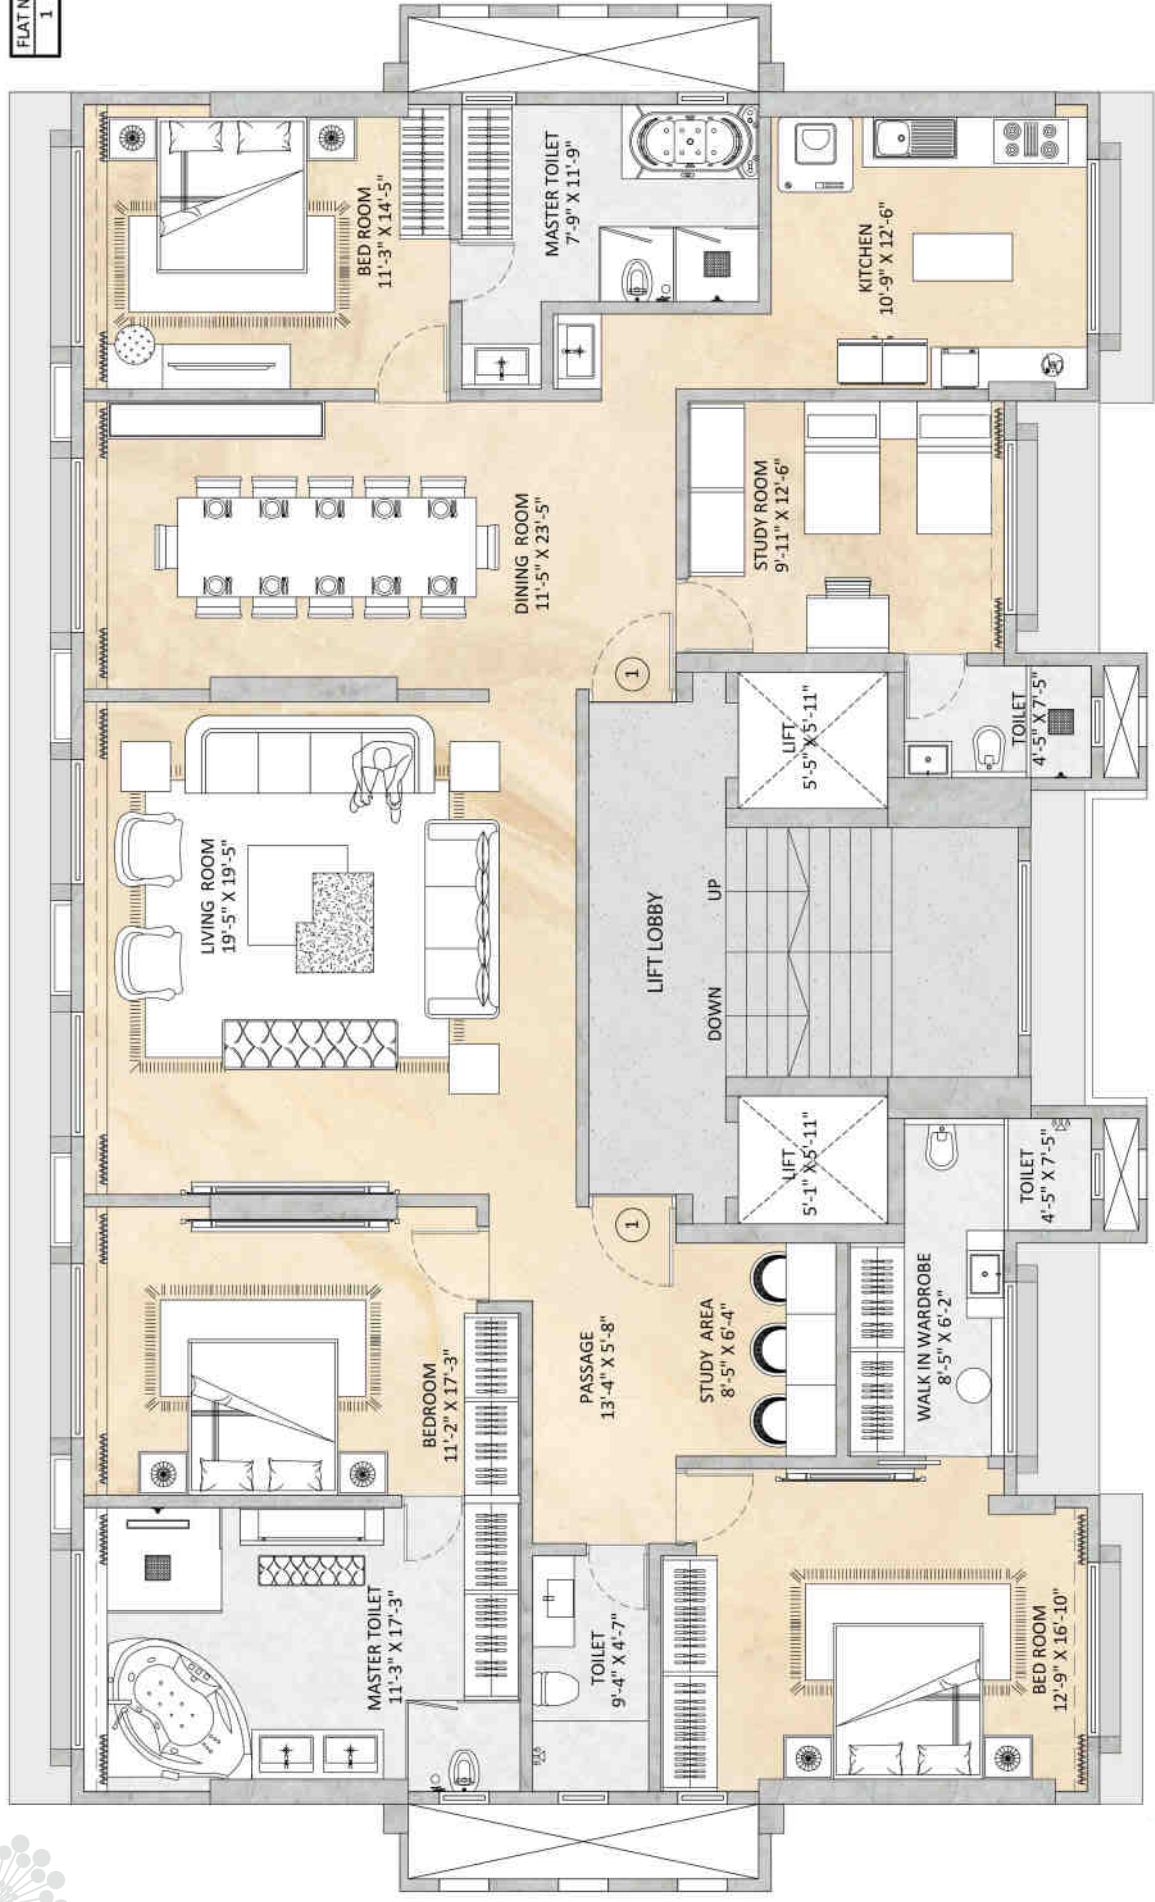 FLAT N
1
BED ROOM
11'-3" X 14'-5"
MASTER TOILET
7'-9" X 11'-9"
KITCHEN
10'-9" X 12'-6"
DINING ROOM
11'-5" X 23'-5"
STUDY ROOM
9'-11" X 12'-6"
1
LIFT
5'-5" X 5'-11"
TOILET
4'-5" X 7'-5"
LIVING ROOM
19'-5" X 19'-5"
LIFT LOBBY
UP
DOWN
LIFT
5'-1" X 5'-11"
TOILET
4'-5" X 7'-5"
1
BEDROOM
11'-2" X 17'-3"
PASSAGE
13'-4" X 5'-8"
STUDY AREA
8'-5" X 6'-4"
WALK IN WARDROBE
8'-5" X 6'-2"
MASTER TOILET
11'-3" X 17'-3"
TOILET
9'-4" X 4'-7"
BED ROOM
12'-9" X 16'-10"